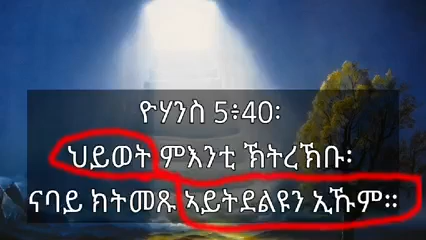 ዮሃንስ 5፥40፡
ህይወት ምእንቲ ኽትረኽቡ፡
ናባይ ክትመጹ ኣይትደልዩን ኢኹም።